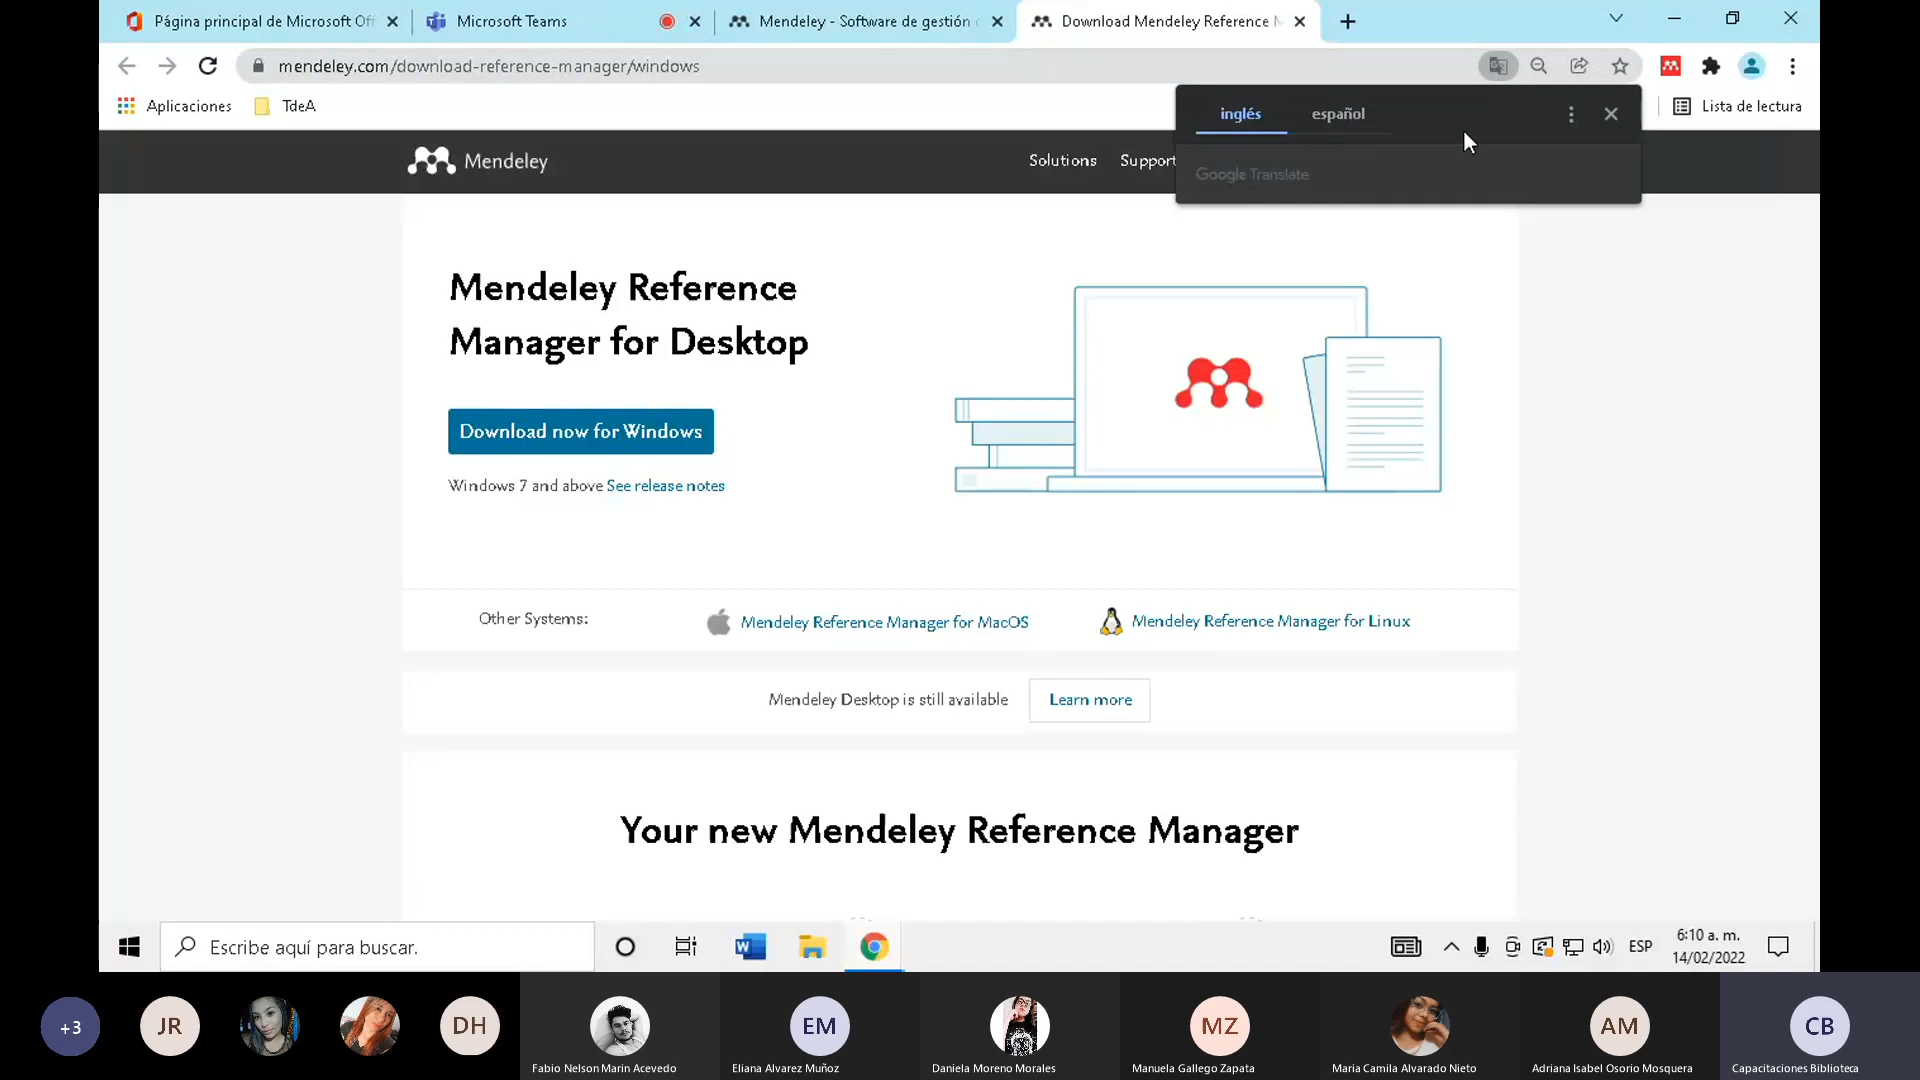 Página principal de Microsoft Off
Microsoft Teams
Mendeley - Software de gestión
Download Mendeley Reference M
mendeley.com/download-reference-manager/windows
Aplicaciones
TdeA
Lista de lectura
inglés
español
Google Translate
Mendeley
Solutions
Support
Mendeley Reference
Manager for Desktop
Download now for Windows
Windows 7 and above See release notes
Other Systems:
Mendeley Reference Manager for MacOS
Mendeley Reference Manager for Linux
Mendeley Desktop is still available
Learn more
Your new Mendeley Reference Manager
Escribe aquí para buscar.
ESP
6:10 a. m.
14/02/2022
+3
JR
DH
EM
MZ
AM
CB
Fabio Nelson Marin Acevedo
Eliana Alvarez Muñoz
Daniela Moreno Morales
Manuela Gallego Zapata
Maria Camila Alvarado Nieto
Adriana Isabel Osorio Mosquera
Capacitaciones Biblioteca